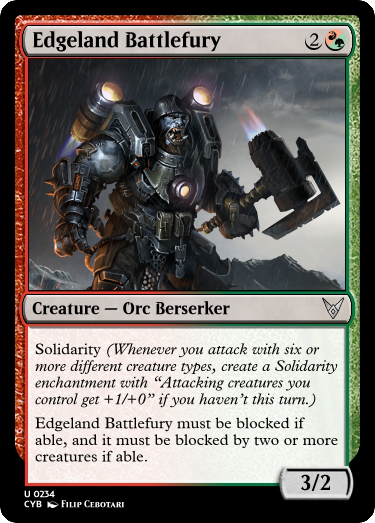 Edgeland Battlefury 2
Creature — Orc Berserker
Solidarity (Whenever you attack with six or
more different creature types, create a Solidarity
enchantment with “Attacking creatures you
control get +1/+0” if you haven’t this turn.)
Edgeland Battlefury must be blocked if
able, and it must be blocked by two or more
creatures if able.
3/2
U 0234
CYB Filip Cebotari